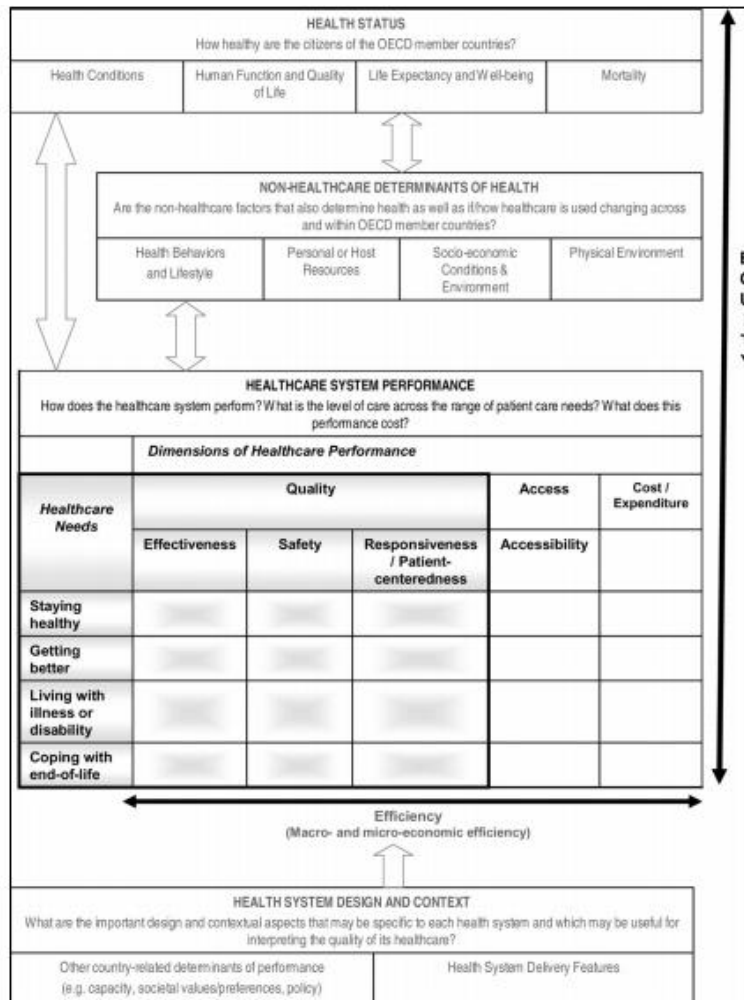 HEALTH STATUS
How healthy are the citizens of the OECD member countries?
Health Conditions
Human Function and Quality
of Life
Life Expectancy and Well-being
Mortality
NON-HEALTHCARE DETERMINANTS OF HEALTH
Are the non-healthcare factors that also determine health as well as if/how healthcare is used changing across
and within OECD member countries?
Health Behaviors
and Lifestyle
Personal or Host
Resources
Socio-economic
Conditions &
Environment
Physical Environment
HEALTHCARE SYSTEM PERFORMANCE
How does the healthcare system perform? What is the level of care across the range of patient care needs? What does this
performance cost?
Dimensions of Healthcare Performance
Healthcare
Needs
Quality
Access
Cost /
Expenditure
Effectiveness
Safety
Responsiveness
/ Patient-
centeredness
Accessibility
Staying
healthy
Getting
better
Living with
illness or
disability
Coping with
end-of-life
Efficiency
(Macro- and micro-economic efficiency)
HEALTH SYSTEM DESIGN AND CONTEXT
What are the important design and contextual aspects that may be specific to each health system and which may be useful for
interpreting the quality of its healthcare?
Other country-related determinants of performance
(e.g. capacity, societal values/preferences, policy)
Health System Delivery Features